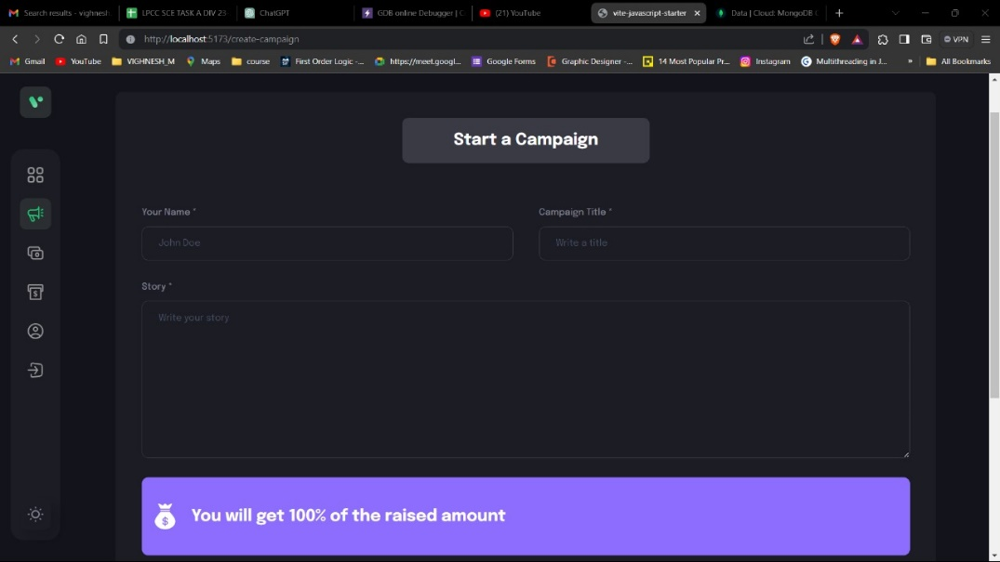 Search results - vighnesh.
LPCC SCE TASK A DIV 23
ChatGPT
GDB online Debugger | C
(21) YouTube
vite-javascript-starter
Data | Cloud: MongoDB
http://localhost:5173/create-campaign
VPN
Gmail
YouTube
VIGHNESH_M
Maps
course
First Order Logic -...
https://meet.googl...
Google Forms
Graphic Designer -...
14 Most Popular Pr...
Instagram
Multithreading in J...
»
All Bookmarks
Start a Campaign
Your Name *
Campaign Title *
John Doe
Write a title
Story *
Write your story
$ You will get 100% of the raised amount